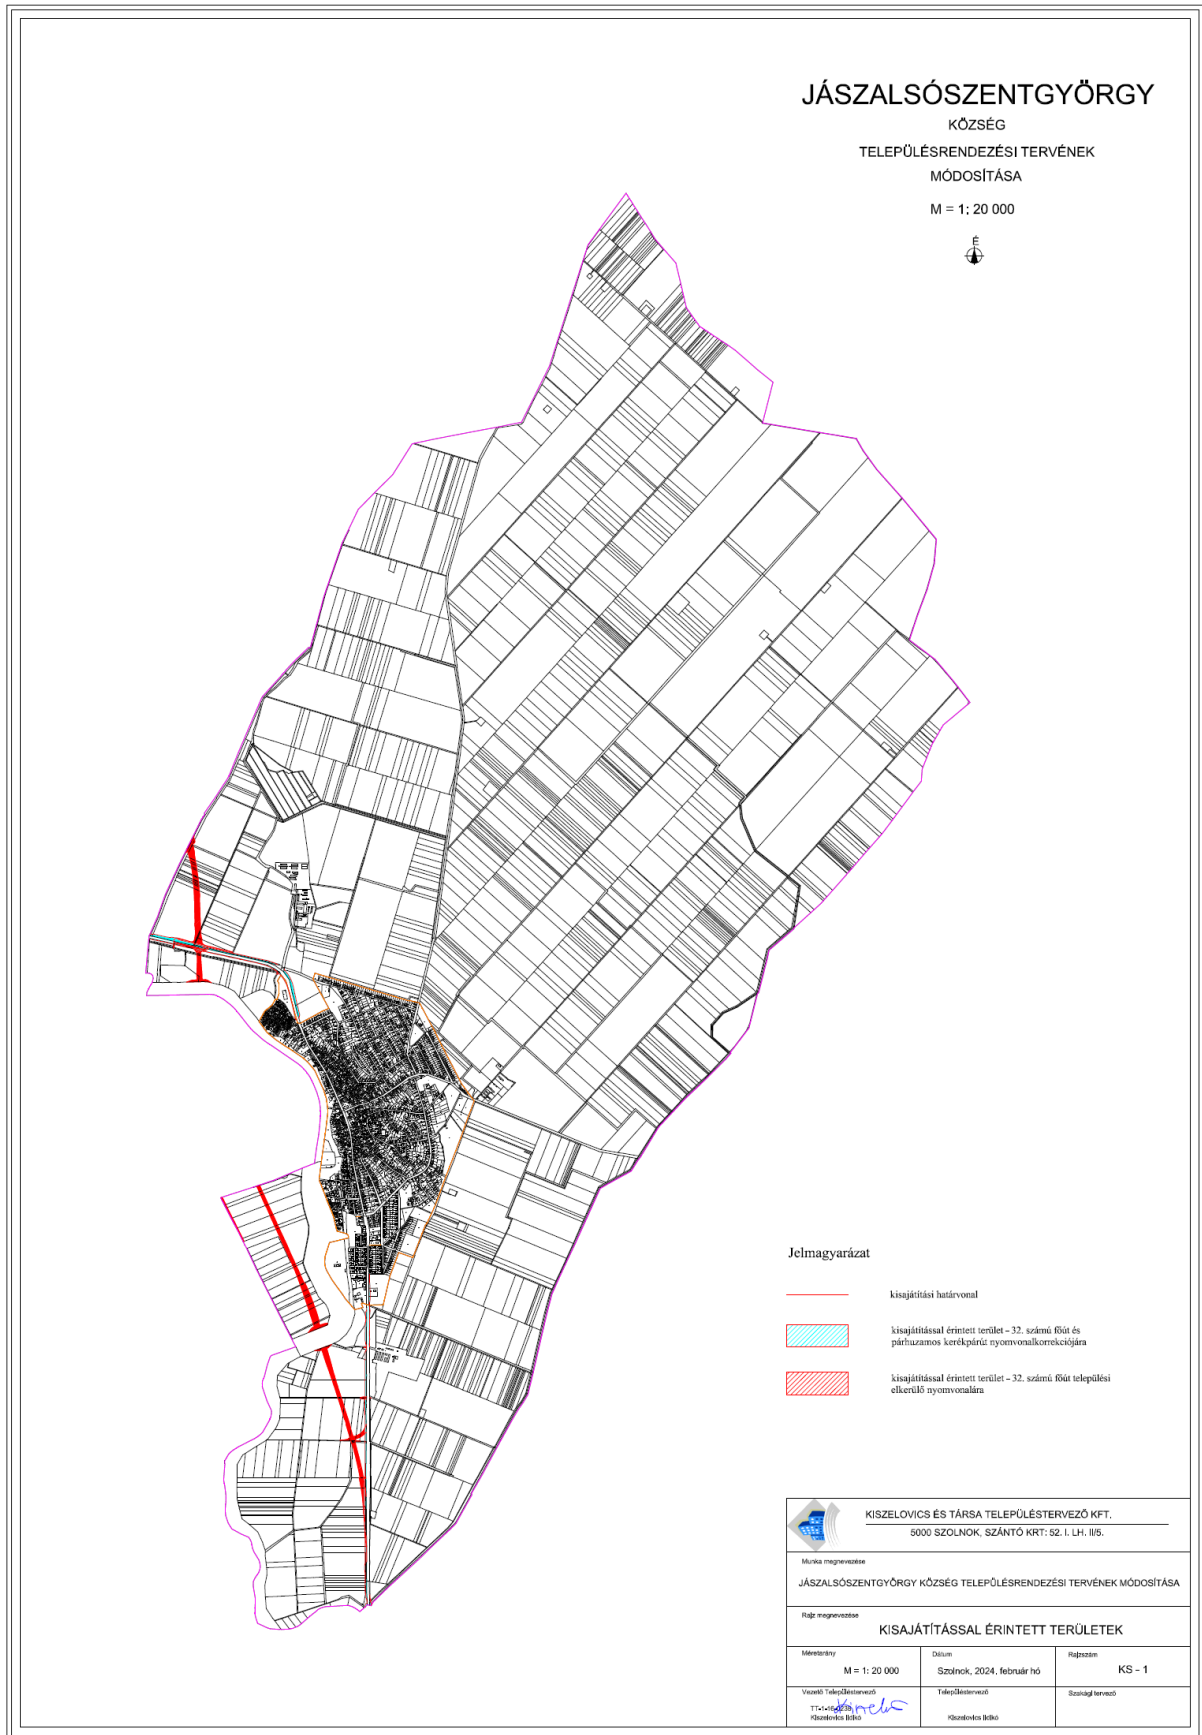 JÁSZALSÓSZENTGYÖRGY
KÖZSÉG
TELEPÜLÉSRENDEZÉSI TERVÉNEK
MÓDOSÍTÁSA
M = 1: 20 000
É
Jelmagyarázat
kisajátítási határvonal
kisajátítással érintett terület - 32. számú főút és
párhuzamos kerékpárút nyomvonalkorrekciójára
kisajátítással érintett terület - 32. számú főút települési
elkerülő nyomvonalára
KISZELOVICS ÉS TÁRSA TELEPÜLÉSTERVEZŐ KFT.
5000 SZOLNOK, SZÁNTÓ KRT: 52. I. LH. II/5.
Munka megnevezése
JÁSZALSÓSZENTGYÖRGY KÖZSÉG TELEPÜLÉSRENDEZÉSI TERVÉNEK MÓDOSÍTÁSA
Rajz megnevezése
KISAJÁTÍTÁSSAL ÉRINTETT TERÜLETEK
Méretarány
M = 1: 20 000
Dátum
Szolnok, 2024, február hó
Rajzszám
KS - 1
Vezető Településtervező
Kiszelovics Ildikó
Településtervező
Kiszelovics Ildikó
Szakági tervező